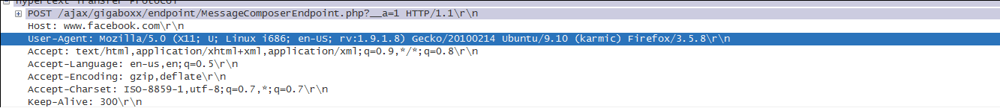 Hypertext Transfer Protocol
POST /ajax/gigaboxx/endpoint/MessageComposerEndpoint.php?__a=1 HTTP/1.1\r\n
Host: www.facebook.com\r\n
User-Agent: Mozilla/5.0 (X11; U; Linux i686; en-US; rv:1.9.1.8) Gecko/20100214 Ubuntu/9.10 (karmic) Firefox/3.5.8\r\n
Accept: text/html,application/xhtml+xml,application/xml;q=0.9,*/*;q=0.8\r\n
Accept-Language: en-us,en;q=0.5\r\n
Accept-Encoding: gzip,deflate\r\n
Accept-Charset: ISO-8859-1,utf-8;q=0.7,*;q=0.7\r\n
Keep-Alive: 300\r\n